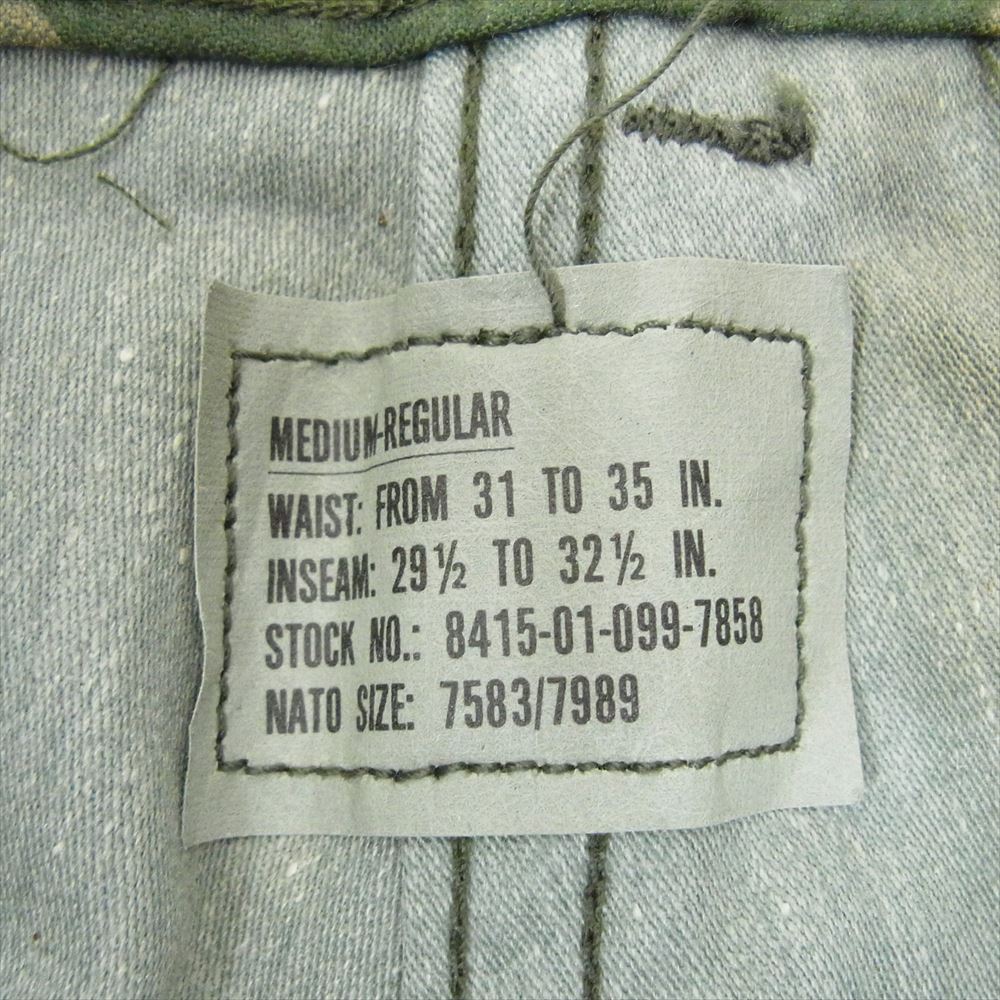 MEDIUM-REGULAR
WAIST: FROM 31 TO 35 IN.
INSEAM: 29½ TO 32½ IN.
STOCK NO.: 8415-01-099-7858
NATO SIZE: 7583/7989